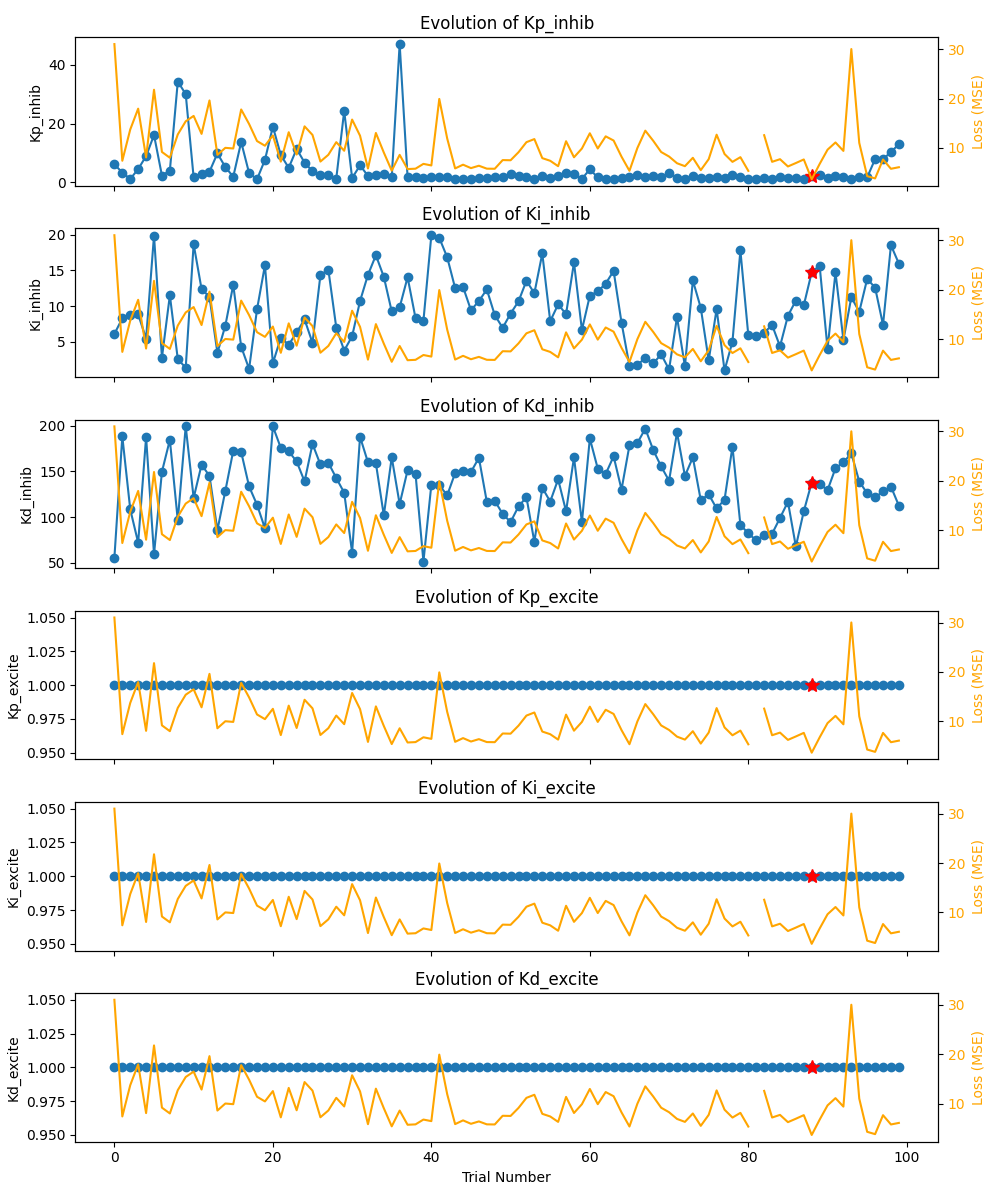 Evolution of Kp_inhib
40
20
0
Kp_inhib
30
20
10
Loss (MSE)
Evolution of Ki_inhib
20
15
10
5
Ki_inhib
30
20
10
Loss (MSE)
Evolution of Kd_inhib
200
150
100
50
Kd_inhib
30
20
10
Loss (MSE)
Evolution of Kp_excite
1.050
1.025
1.000
0.975
0.950
Kp_excite
30
20
10
Loss (MSE)
Evolution of Ki_excite
1.050
1.025
1.000
0.975
0.950
Ki_excite
30
20
10
Loss (MSE)
Evolution of Kd_excite
1.050
1.025
1.000
0.975
0.950
Kd_excite
30
20
10
Loss (MSE)
0 20 40 60 80 100
Trial Number